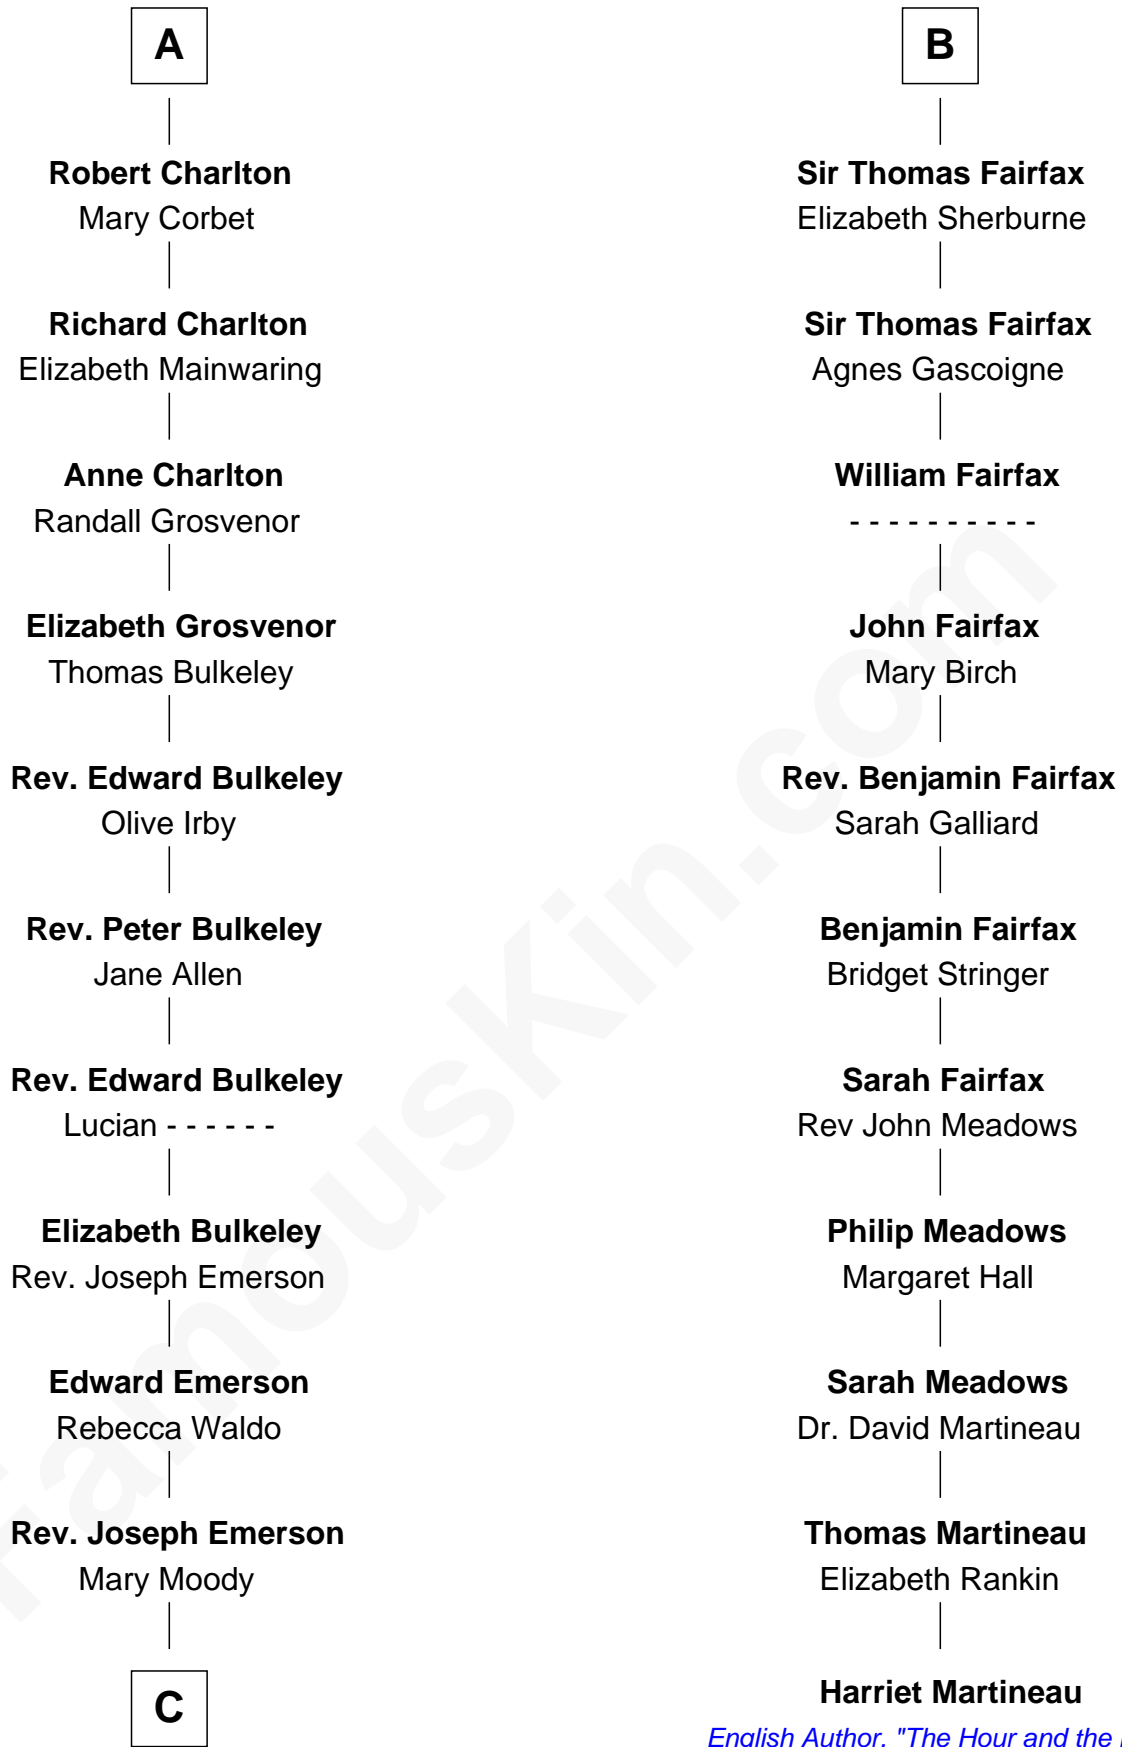 A
Robert Charlton
Mary Corbet
Richard Charlton
Elizabeth Mainwaring
Anne Charlton
Randall Grosvenor
Elizabeth Grosvenor
Thomas Bulkeley
Rev. Edward Bulkeley
Olive Irby
Rev. Peter Bulkeley
Jane Allen
Rev. Edward Bulkeley
Lucian - - - - - -
Elizabeth Bulkeley
Rev. Joseph Emerson
Edward Emerson
Rebecca Waldo
Rev. Joseph Emerson
Mary Moody
C
B
Sir Thomas Fairfax
Elizabeth Sherburne
Sir Thomas Fairfax
Agnes Gascoigne
William Fairfax
- - - - - - - - - -
John Fairfax
Mary Birch
Rev. Benjamin Fairfax
Sarah Galliard
Benjamin Fairfax
Bridget Stringer
Sarah Fairfax
Rev John Meadows
Philip Meadows
Margaret Hall
Sarah Meadows
Dr. David Martineau
Thomas Martineau
Elizabeth Rankin
Harriet Martineau
English Author, "The Hour and the
FamousKin.com